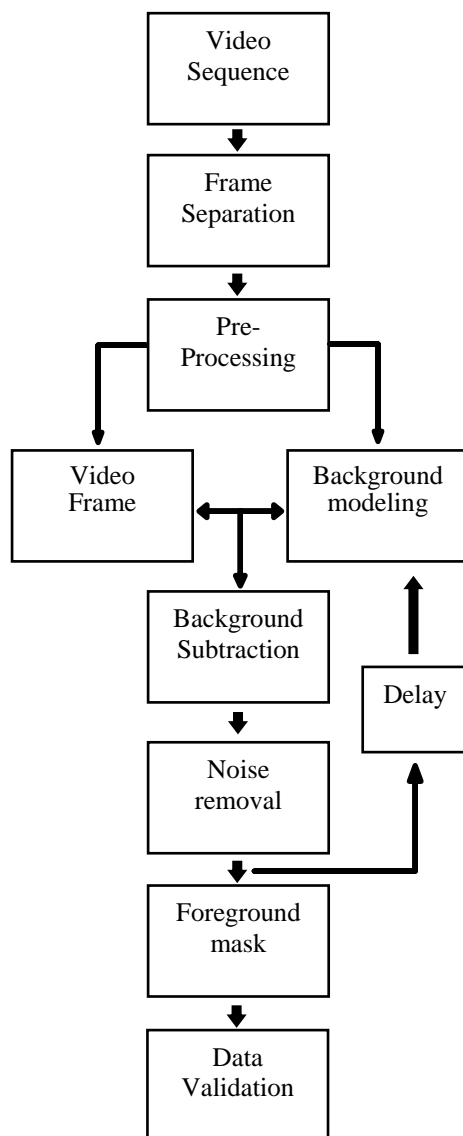 Video
Sequence
Frame
Separation
Pre-
Processing
Video
Frame
Background
modeling
Background
Subtraction
Delay
Noise
removal
Foreground
mask
Data
Validation